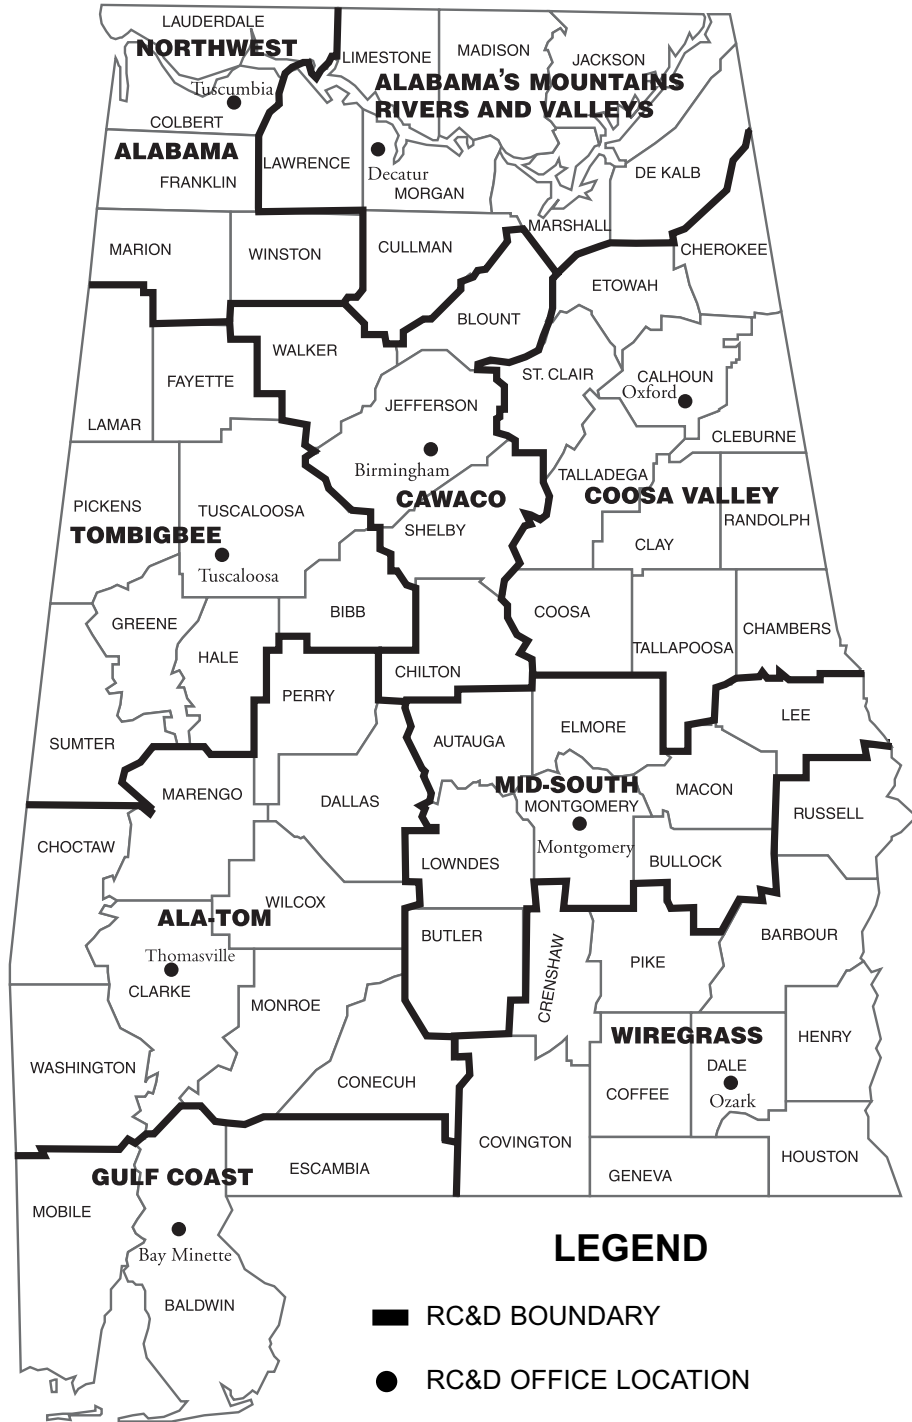 LAUDERDALE
NORTHWEST
LIMESTONE
MADISON
JACKSON
ALABAMA'S MOUNTAINS
RIVERS AND VALLEYS
Tuscumbia
COLBERT
ALABAMA
FRANKLIN
LAWRENCE
Decatur
MORGAN
DE KALB
MARSHALL
MARION
WINSTON
CULLMAN
CHEROKEE
ETOWAH
BLOUNT
WALKER
FAYETTE
ST. CLAIR
CALHOUN
Oxford
JEFFERSON
LAMAR
CLEBURNE
Birmingham
TALLADEGA
COOSA VALLEY
CAWACO
PICKENS
TUSCALOOSA
RANDOLPH
TOMBIGBEE
SHELBY
CLAY
Tuscaloosa
BIBB
COOSA
GREENE
CHAMBERS
TALLAPOOSA
HALE
CHILTON
PERRY
LEE
ELMORE
SUMTER
AUTAUGA
MID-SOUTH
MACON
MARENGO
DALLAS
MONTGOMERY
RUSSELL
CHOCTAW
Montgomery
LOWNDES
BULLOCK
WILCOX
ALA-TOM
BUTLER
BARBOUR
Thomasville
PIKE
CRENSHAW
CLARKE
MONROE
WIREGRASS
HENRY
WASHINGTON
DALE
CONECUH
COFFEE
Ozark
COVINGTON
HOUSTON
ESCAMBIA
GENEVA
GULF COAST
MOBILE
Bay Minette
BALDWIN
LEGEND
RC&D BOUNDARY
RC&D OFFICE LOCATION